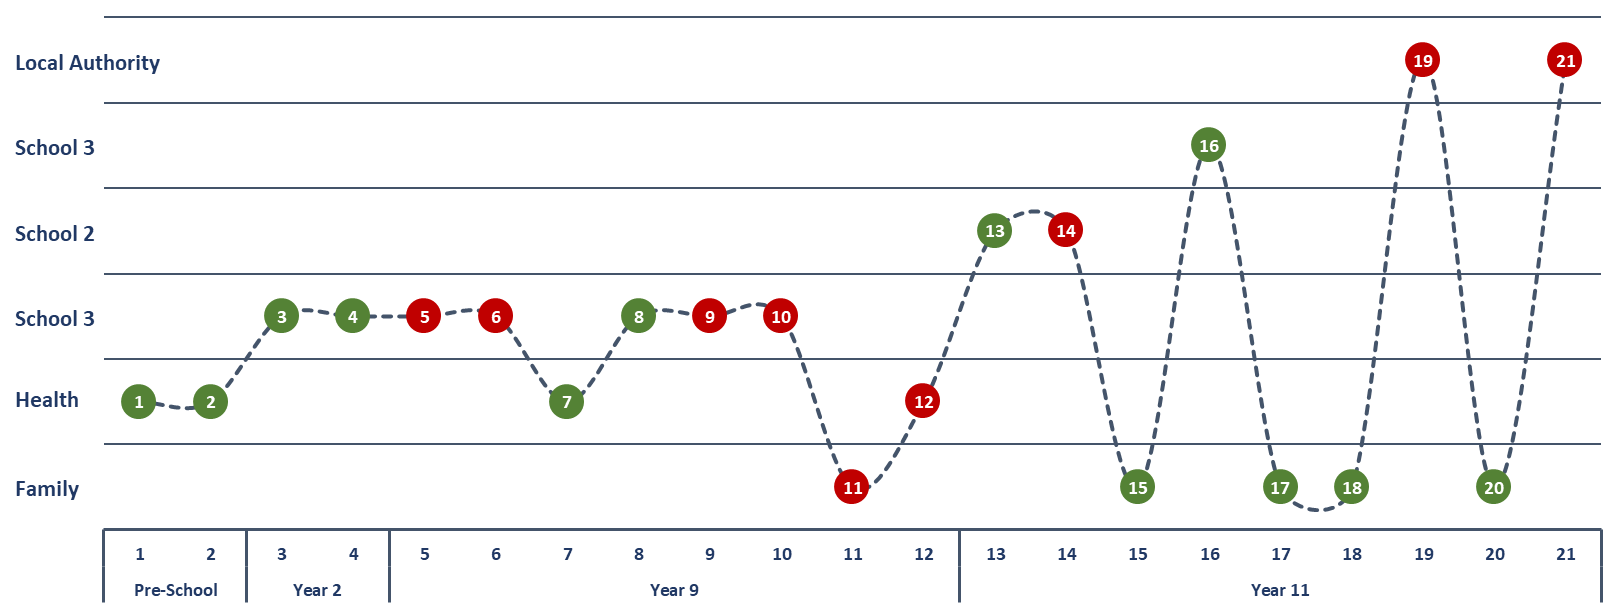 Local Authority
19
21
School 3
16
School 2
13
14
School 3
3
4
5
6
8
9
10
Health
1
2
7
12
Family
11
15
17
18
20
1 2 3 4 5 6 7 8 9 10 11 12 13 14 15 16 17 18 19 20 21
Pre-School Year 2 Year 9 Year 11